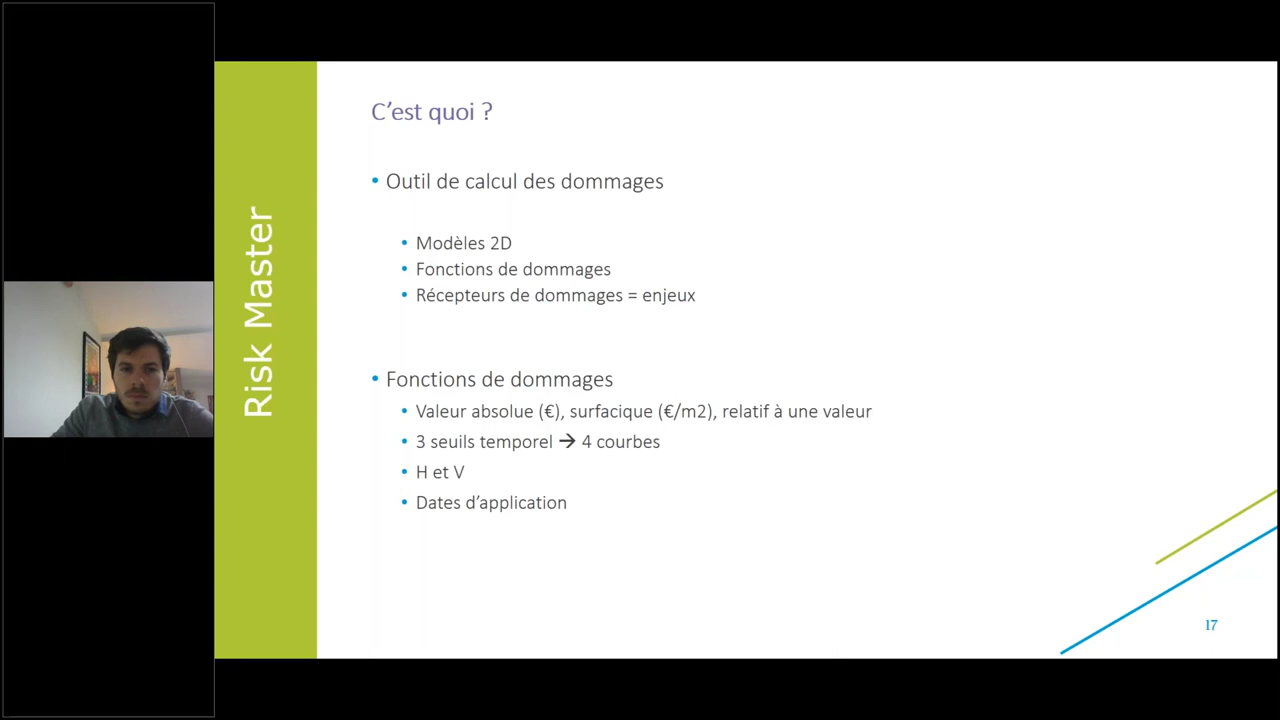 Risk Master
C’est quoi ?
• Outil de calcul des dommages
• Modèles 2D
• Fonctions de dommages
• Récepteurs de dommages = enjeux
• Fonctions de dommages
• Valeur absolue (€), surfacique (€/m2), relatif à une valeur
• 3 seuils temporel → 4 courbes
• H et V
• Dates d’application
17